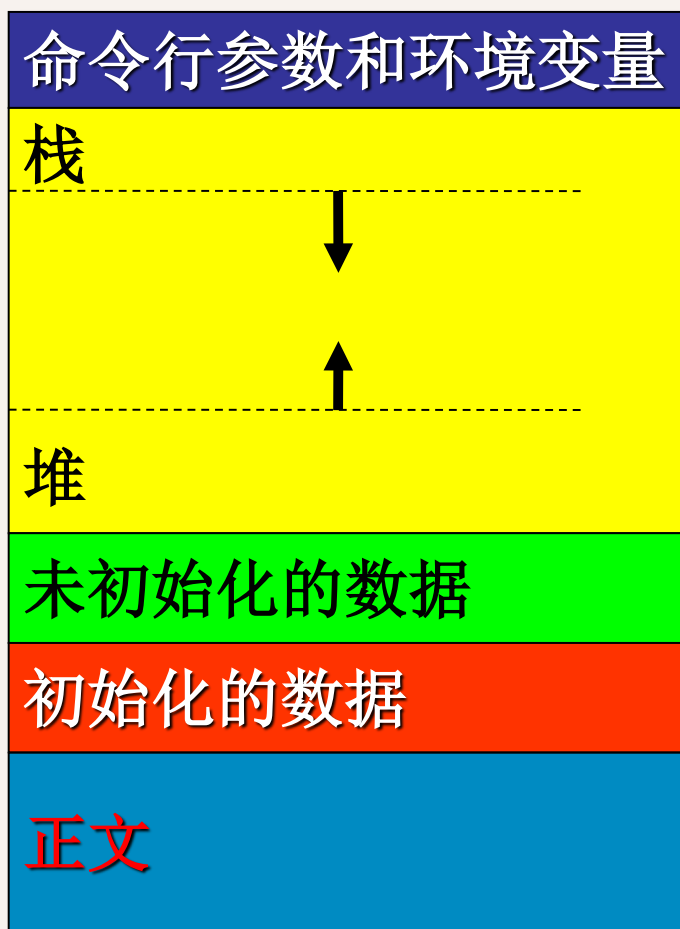 命令行参数和环境变量
栈
堆
未初始化的数据
初始化的数据
正文